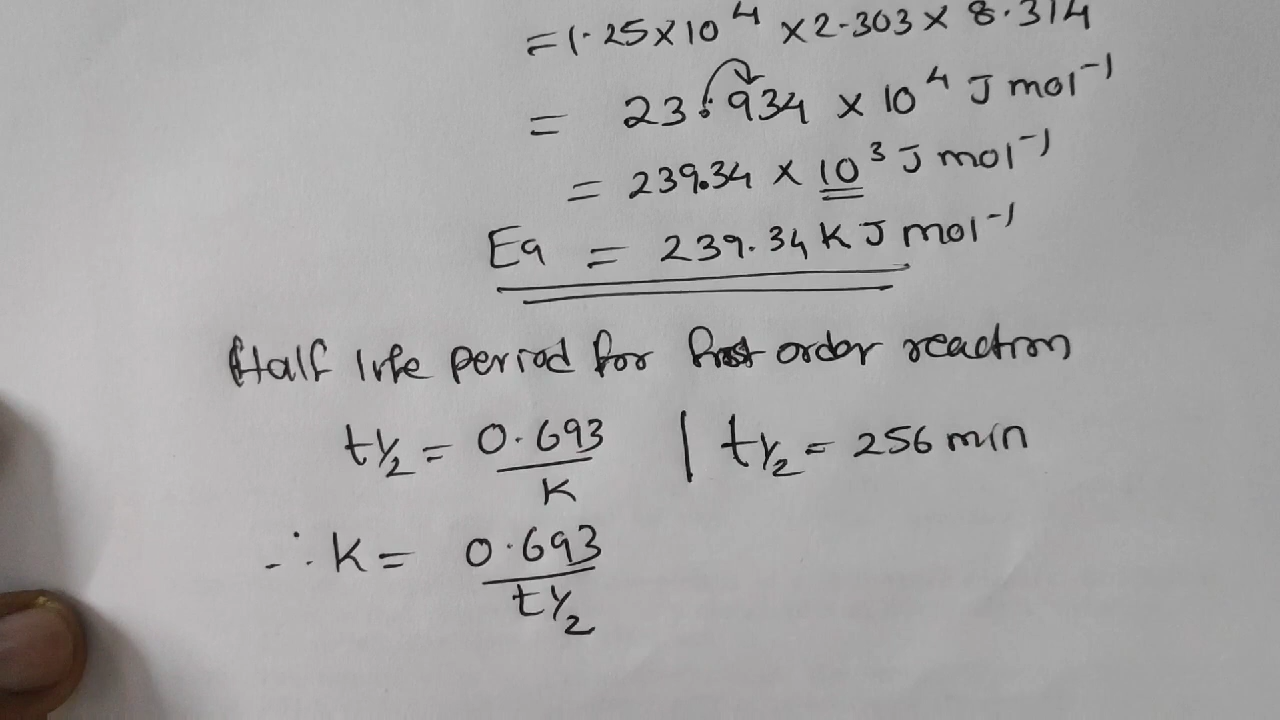 =1.25×10⁴ ×2.303× 8.314
= 23.934 × 10⁴ J mol⁻¹
= 239.34 × 10³ J mol⁻¹
Ea = 239.34 KJ mol⁻¹
Half life period for first order reaction
t½ = 0.693/K | t½ = 256 min
∴ K = 0.693/t½